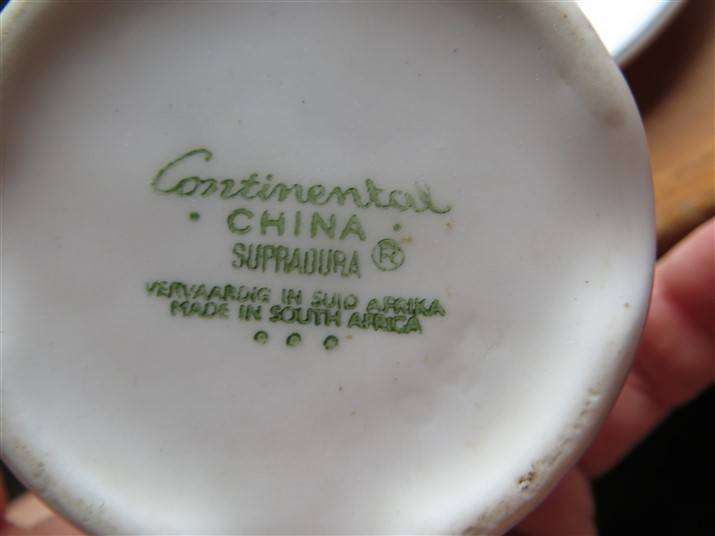 Continental
• CHINA •
SUPRADURA ®
VERVAARDIG IN SUID AFRIKA
MADE IN SOUTH AFRICA